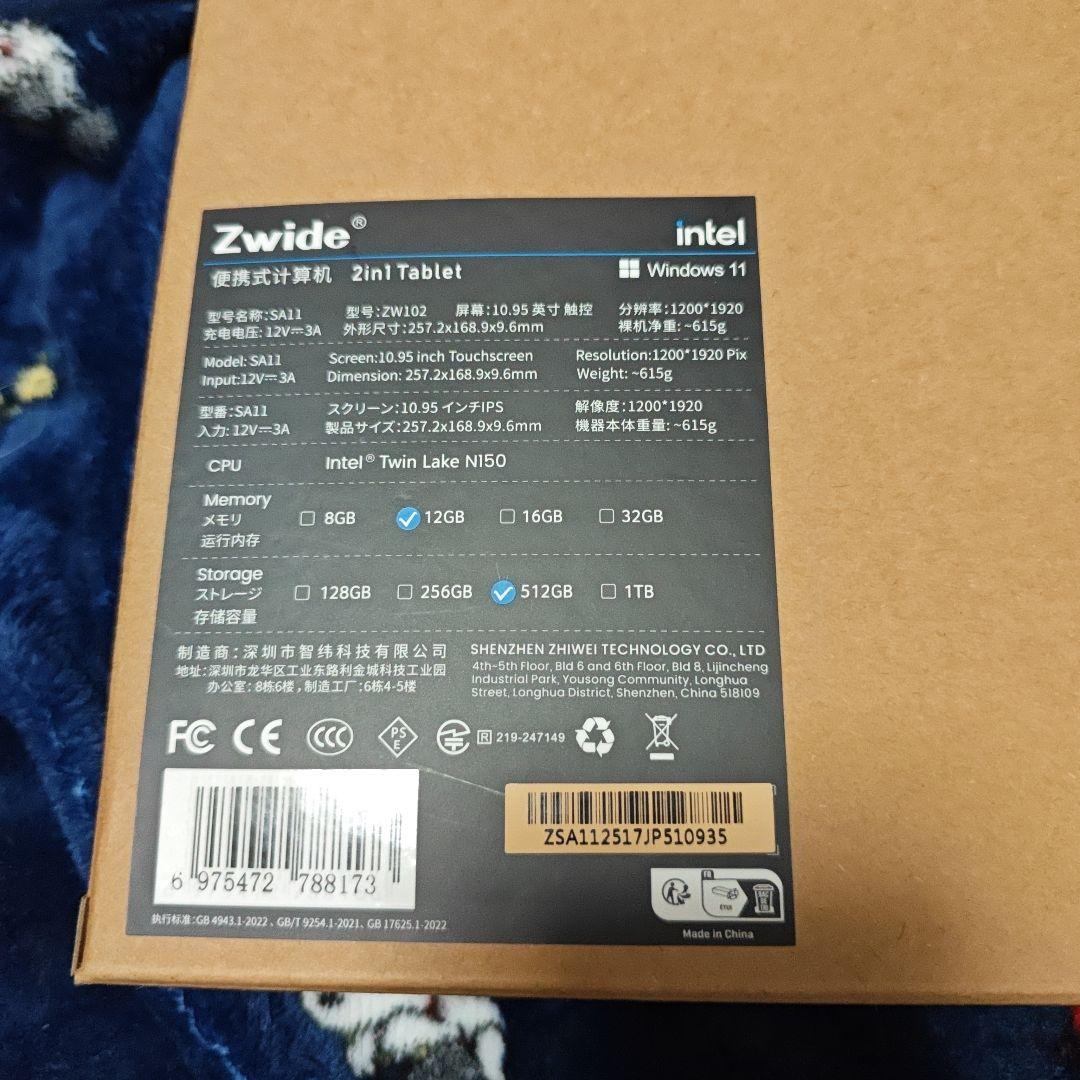 Zwide® intel
便携式计算机 2in1 Tablet Windows 11
型号名称:SA11 型号:ZW102 屏幕:10.95 英寸 触控 分辨率:1200*1920
充电电压: 12V⎓3A 外形尺寸:257.2x168.9x9.6mm 裸机净重: ~615g
Model: SA11 Screen:10.95 inch Touchscreen Resolution:1200*1920 Pix
Input:12V⎓3A Dimension: 257.2x168.9x9.6mm Weight: ~615g
型番:SA11 スクリーン:10.95 インチIPS 解像度:1200*1920
入力: 12V⎓3A 製品サイズ:257.2x168.9x9.6mm 機器本体重量: ~615g
CPU Intel® Twin Lake N150
Memory
メモリ 8GB 12GB 16GB 32GB
运行内存
Storage
ストレージ 128GB 256GB 512GB 1TB
存储容量
制造商:深圳市智纬科技有限公司
地址:深圳市龙华区工业东路利金城科技工业园
办公室: 8栋6楼, 制造工厂: 6栋4-5楼
SHENZHEN ZHIWEI TECHNOLOGY CO., LTD
4th-5th Floor, Bld 6 and 6th Floor, Bld 8, Lijincheng
Industrial Park, Yousong Community, Longhua
Street, Longhua District, Shenzhen, China 518109
FC CE CCC PSE R 219-247149
6 975472 788173
ZSA112517JP510935
FR
ÉTUI
BAC DE TRI
执行标准: GB 4943.1-2022 、GB/T 9254.1-2021、GB 17625.1-2022
Made in China